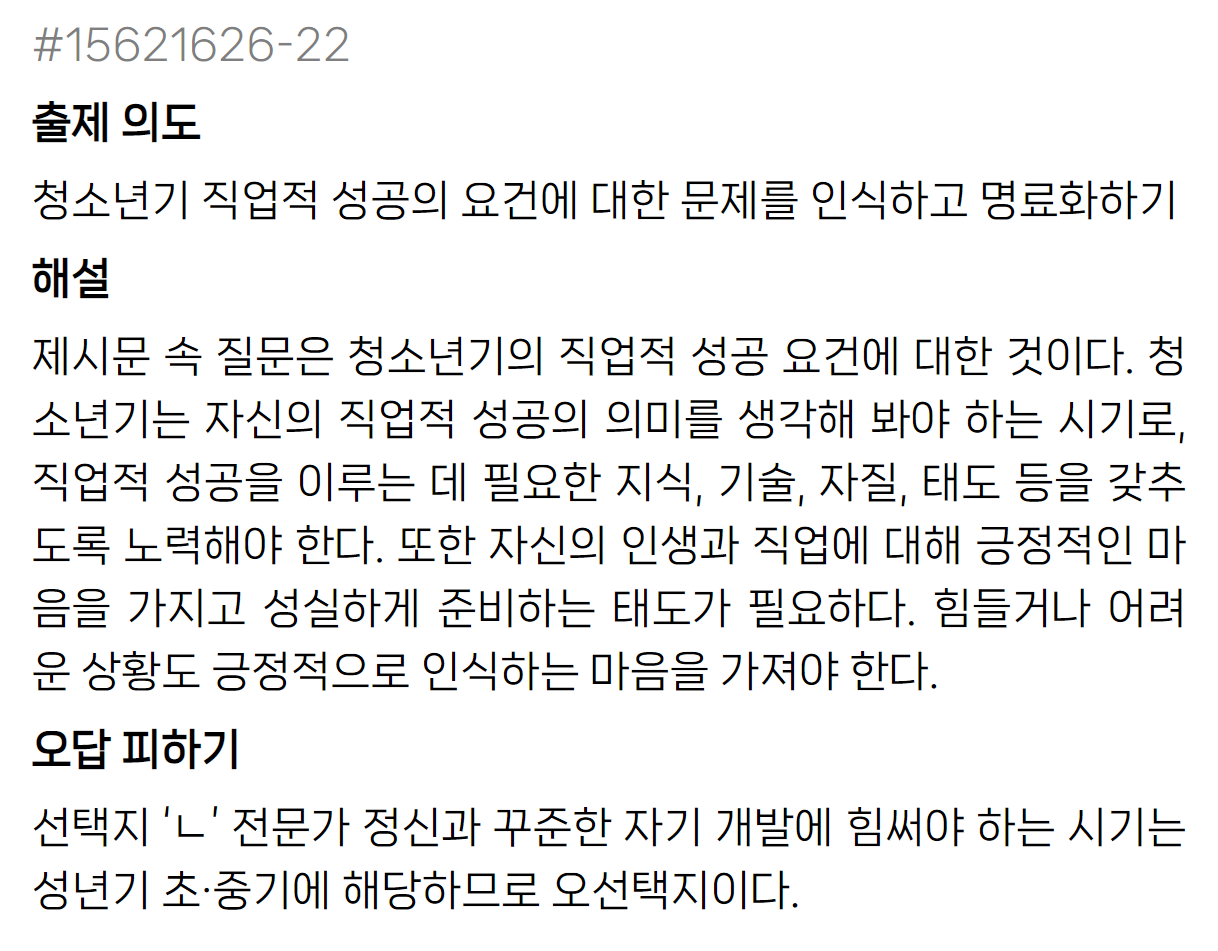 #15621626-22
출제 의도
청소년기 직업적 성공의 요건에 대한 문제를 인식하고 명료화하기
해설
제시문 속 질문은 청소년기의 직업적 성공 요건에 대한 것이다. 청
소년기는 자신의 직업적 성공의 의미를 생각해 봐야 하는 시기로,
직업적 성공을 이루는 데 필요한 지식, 기술, 자질, 태도 등을 갖추
도록 노력해야 한다. 또한 자신의 인생과 직업에 대해 긍정적인 마
음을 가지고 성실하게 준비하는 태도가 필요하다. 힘들거나 어려
운 상황도 긍정적으로 인식하는 마음을 가져야 한다.
오답 피하기
선택지 ‘ㄴ’ 전문가 정신과 꾸준한 자기 개발에 힘써야 하는 시기는
성년기 초·중기에 해당하므로 오선택지이다.